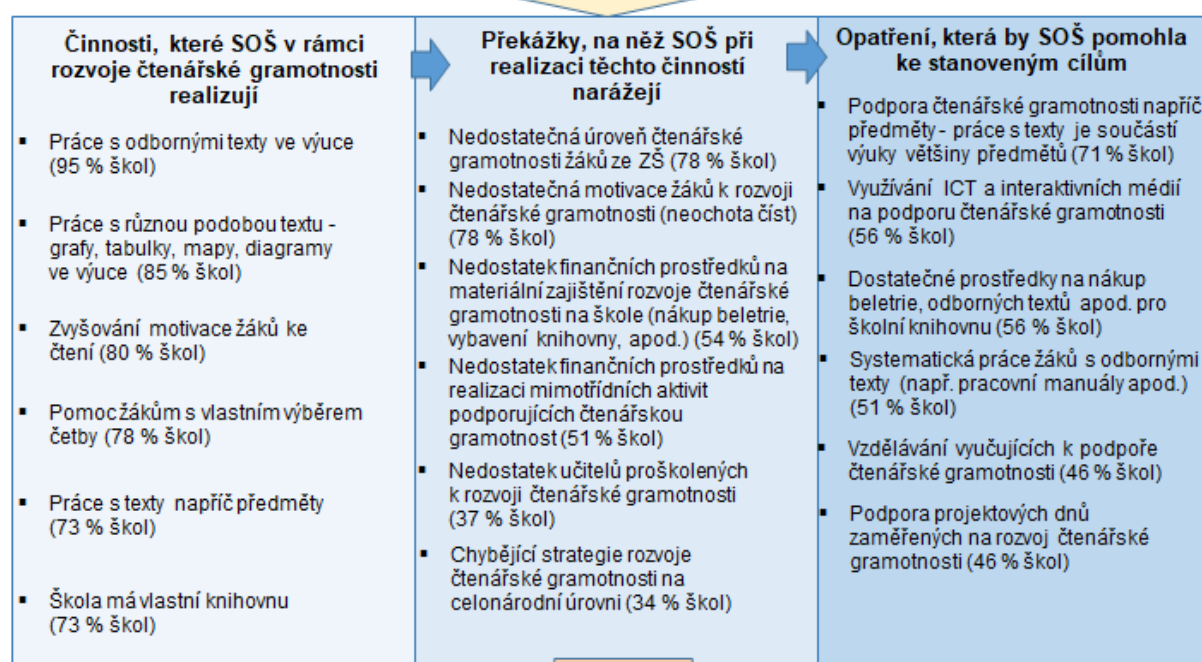 Činnosti, které SOŠ v rámci
rozvoje čtenářské gramotnosti
realizují
▪ Práce s odbornými texty ve výuce
(95 % škol)
▪ Práce s různou podobou textu -
grafy, tabulky, mapy, diagramy
ve výuce (85 % škol)
▪ Zvyšování motivace žáků ke
čtení (80 % škol)
▪ Pomoc žákům s vlastním výběrem
četby (78 % škol)
▪ Práce s texty napříč předměty
(73 % škol)
▪ Škola má vlastní knihovnu
(73 % škol)
Překážky, na něž SOŠ při
realizaci těchto činností
narážejí
▪ Nedostatečná úroveň čtenářské
gramotnosti žáků ze ZŠ (78 % škol)
▪ Nedostatečná motivace žáků k rozvoji
čtenářské gramotnosti (neochota číst)
(78 % škol)
▪ Nedostatek finančních prostředků na
materiální zajištění rozvoje čtenářské
gramotnosti na škole (nákup beletrie,
vybavení knihovny, apod.) (54 % škol)
▪ Nedostatek finančních prostředků na
realizaci mimotřídních aktivit
podporujících čtenářskou
gramotnost (51 % škol)
▪ Nedostatek učitelů proškolených
k rozvoji čtenářské gramotnosti
(37 % škol)
▪ Chybějící strategie rozvoje
čtenářské gramotnosti na
celonárodní úrovni (34 % škol)
Opatření, která by SOŠ pomohla
ke stanoveným cílům
▪ Podpora čtenářské gramotnosti napříč
předměty - práce s texty je součástí
výuky většiny předmětů (71 % škol)
▪ Využívání ICT a interaktivních médií
na podporu čtenářské gramotnosti
(56 % škol)
▪ Dostatečné prostředky na nákup
beletrie, odborných textů apod. pro
školní knihovnu (56 % škol)
▪ Systematická práce žáků s odbornými
texty (např. pracovní manuály apod.)
(51 % škol)
▪ Vzdělávání vyučujících k podpoře
čtenářské gramotnosti (46 % škol)
▪ Podpora projektových dnů
zaměřených na rozvoj čtenářské
gramotnosti (46 % škol)